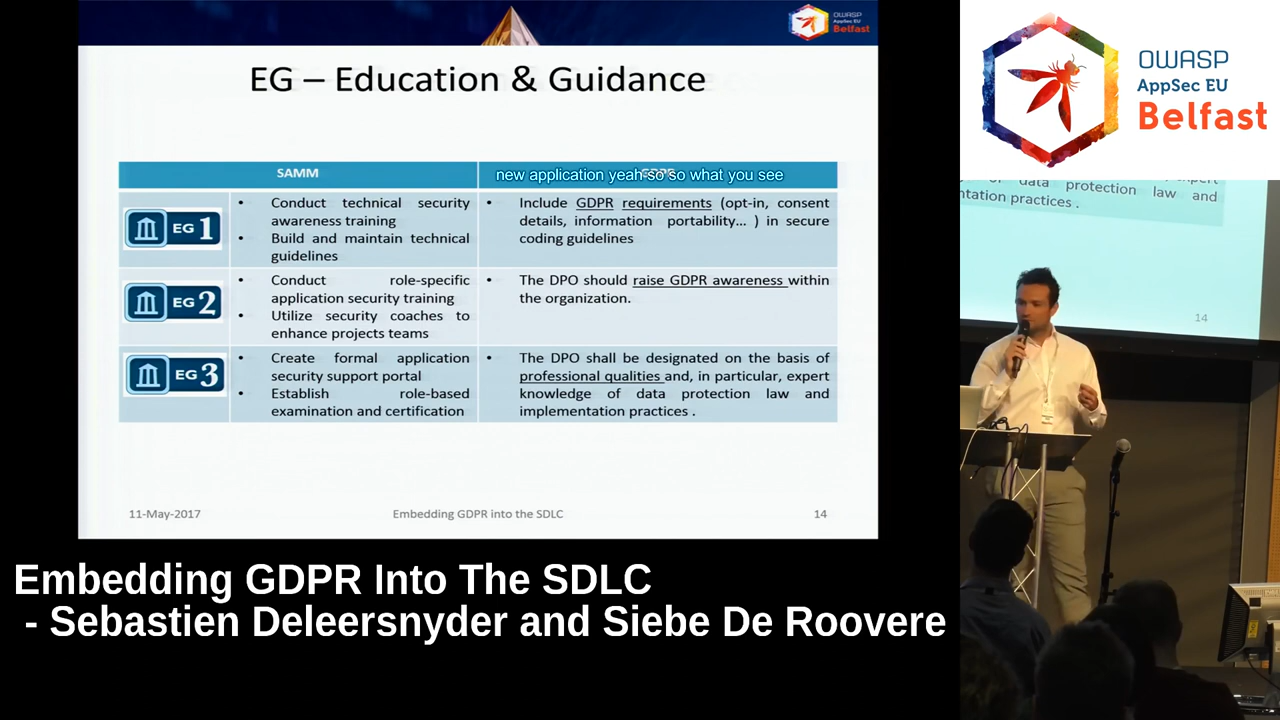 OWASP
AppSec EU
Belfast
EG – Education & Guidance
SAMM
new application yeah so so what you see
EG 1
• Conduct technical security
awareness training
• Build and maintain technical
guidelines
• Include GDPR requirements (opt-in, consent
details, information portability... ) in secure
coding guidelines
EG 2
• Conduct role-specific
application security training
• Utilize security coaches to
enhance projects teams
• The DPO should raise GDPR awareness within
the organization.
EG 3
• Create formal application
security support portal
• Establish role-based
examination and certification
• The DPO shall be designated on the basis of
professional qualities and, in particular, expert
knowledge of data protection law and
implementation practices .
11-May-2017
Embedding GDPR into the SDLC
14
Embedding GDPR Into The SDLC
- Sebastien Deleersnyder and Siebe De Roovere
OWASP
AppSec EU
Belfast
data protection law and
practices .
14